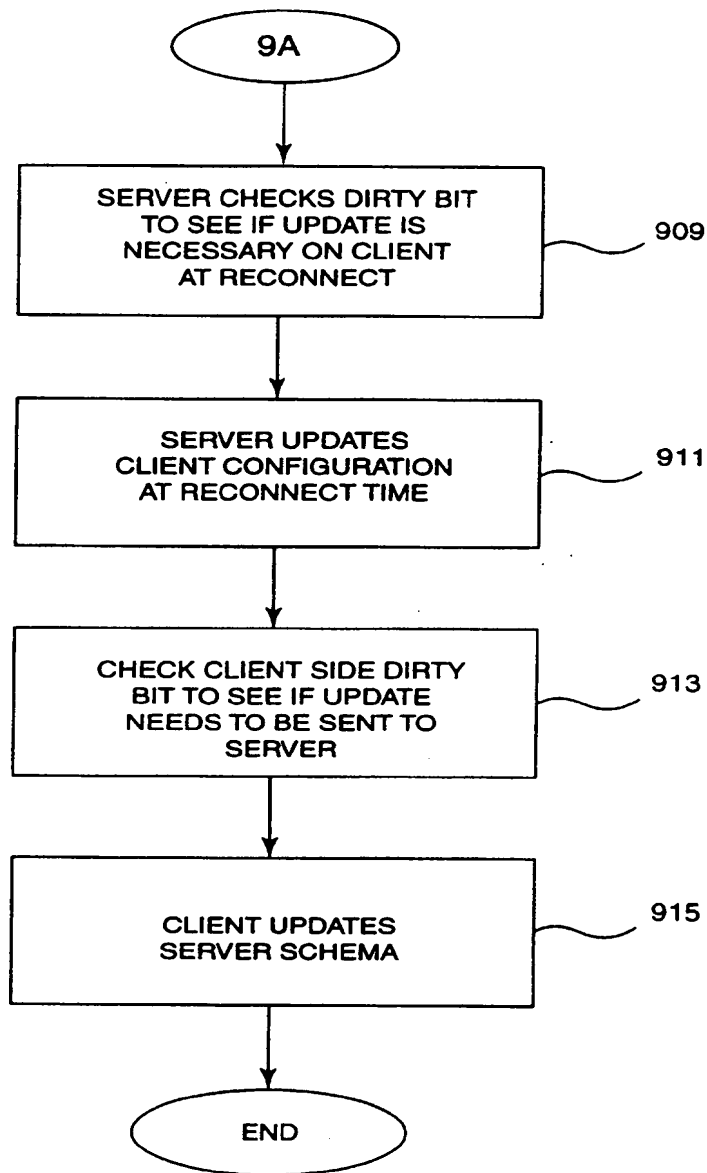 9A
SERVER CHECKS DIRTY BIT
TO SEE IF UPDATE IS
NECESSARY ON CLIENT
AT RECONNECT
909
SERVER UPDATES
CLIENT CONFIGURATION
AT RECONNECT TIME
911
CHECK CLIENT SIDE DIRTY
BIT TO SEE IF UPDATE
NEEDS TO BE SENT TO
SERVER
913
CLIENT UPDATES
SERVER SCHEMA
915
END